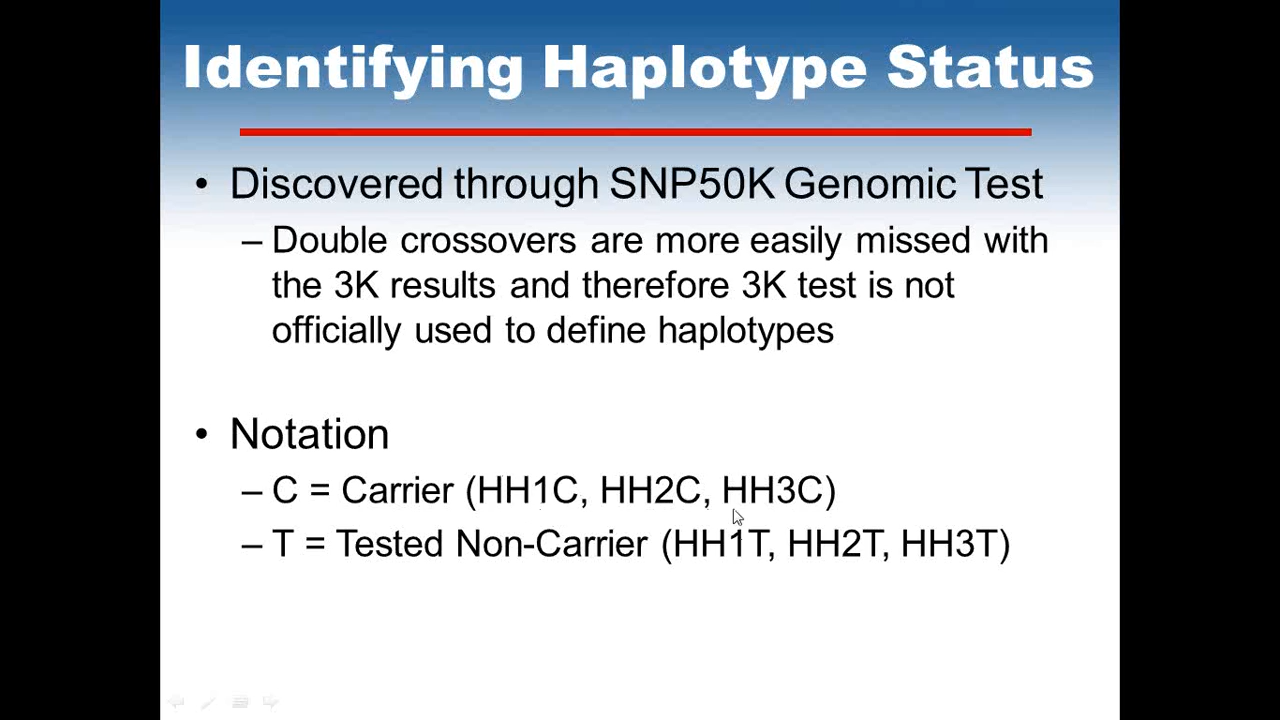 Identifying Haplotype Status
• Discovered through SNP50K Genomic Test
– Double crossovers are more easily missed with
the 3K results and therefore 3K test is not
officially used to define haplotypes
• Notation
– C = Carrier (HH1C, HH2C, HH3C)
– T = Tested Non-Carrier (HH1T, HH2T, HH3T)